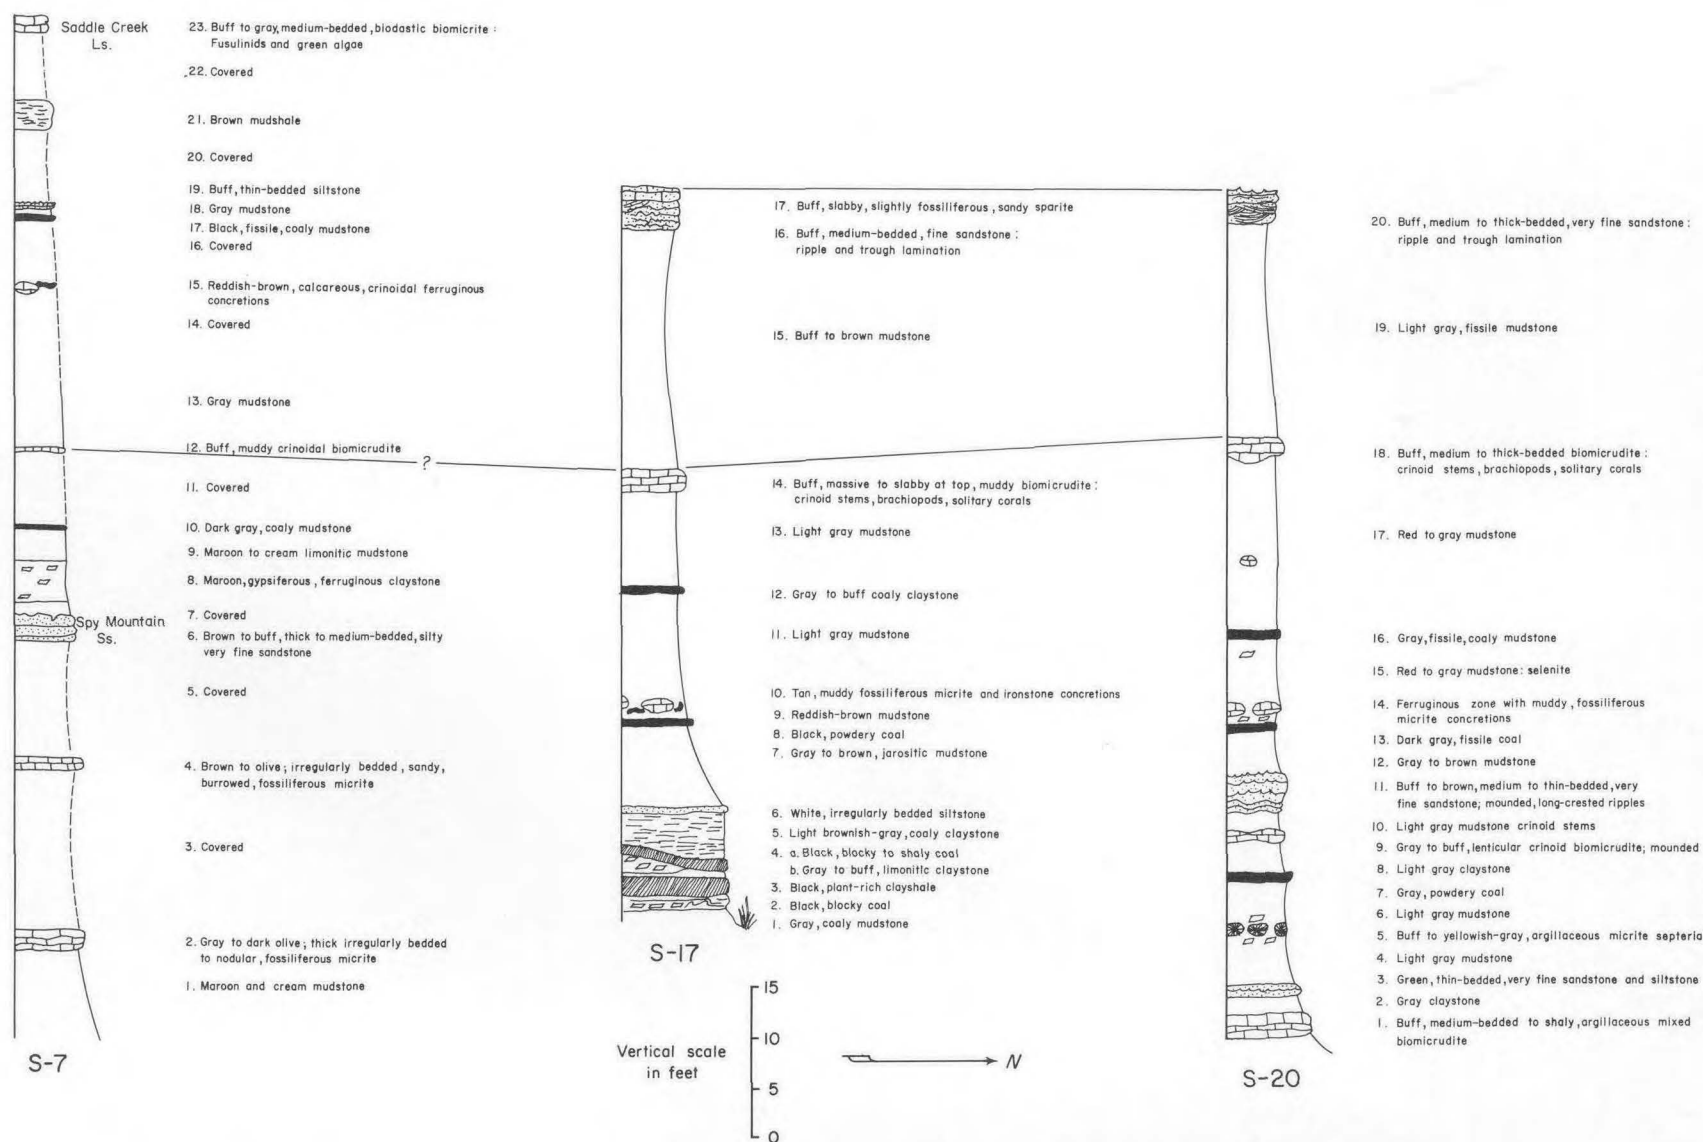 Saddle Creek
Ls.
23. Buff to gray, medium-bedded, biodastic biomicrite :
Fusulinids and green algae
22. Covered
21. Brown mudshale
20. Covered
19. Buff, thin-bedded siltstone
18. Gray mudstone
17. Black, fissile, coaly mudstone
16. Covered
15. Reddish-brown, calcareous, crinoidal ferruginous
concretions
14. Covered
13. Gray mudstone
12. Buff, muddy crinoidal biomicrudite
?
11. Covered
10. Dark gray, coaly mudstone
9. Maroon to cream limonitic mudstone
8. Maroon, gypsiferous, ferruginous claystone
7. Covered
Spy Mountain
Ss.
6. Brown to buff, thick to medium-bedded, silty
very fine sandstone
5. Covered
4. Brown to olive; irregularly bedded, sandy,
burrowed, fossiliferous micrite
3. Covered
2. Gray to dark olive; thick irregularly bedded
to nodular, fossiliferous micrite
1. Maroon and cream mudstone
S-7
17. Buff, slabby, slightly fossiliferous, sandy sparite
16. Buff, medium-bedded, fine sandstone :
ripple and trough lamination
15. Buff to brown mudstone
14. Buff, massive to slabby at top, muddy biomicrudite :
crinoid stems, brachiopods, solitary corals
13. Light gray mudstone
12. Gray to buff coaly claystone
11. Light gray mudstone
10. Tan, muddy fossiliferous micrite and ironstone concretions
9. Reddish-brown mudstone
8. Black, powdery coal
7. Gray to brown, jarositic mudstone
6. White, irregularly bedded siltstone
5. Light brownish-gray, coaly claystone
4. a. Black, blocky to shaly coal
b. Gray to buff, limonitic claystone
3. Black, plant-rich clayshale
2. Black, blocky coal
1. Gray, coaly mudstone
S-17
Vertical scale
in feet
15
10
5
0
N
20. Buff, medium to thick-bedded, very fine sandstone :
ripple and trough lamination
19. Light gray, fissile mudstone
18. Buff, medium to thick-bedded biomicrudite :
crinoid stems, brachiopods, solitary corals
17. Red to gray mudstone
16. Gray, fissile, coaly mudstone
15. Red to gray mudstone: selenite
14. Ferruginous zone with muddy, fossiliferous
micrite concretions
13. Dark gray, fissile coal
12. Gray to brown mudstone
11. Buff to brown, medium to thin-bedded, very
fine sandstone; mounded, long-crested ripples
10. Light gray mudstone crinoid stems
9. Gray to buff, lenticular crinoid biomicrudite; mounded
8. Light gray claystone
7. Gray, powdery coal
6. Light gray mudstone
5. Buff to yellowish-gray, argillaceous micrite septeria
4. Light gray mudstone
3. Green, thin-bedded, very fine sandstone and siltstone
2. Gray claystone
1. Buff, medium-bedded to shaly, argillaceous mixed
biomicrudite
S-20